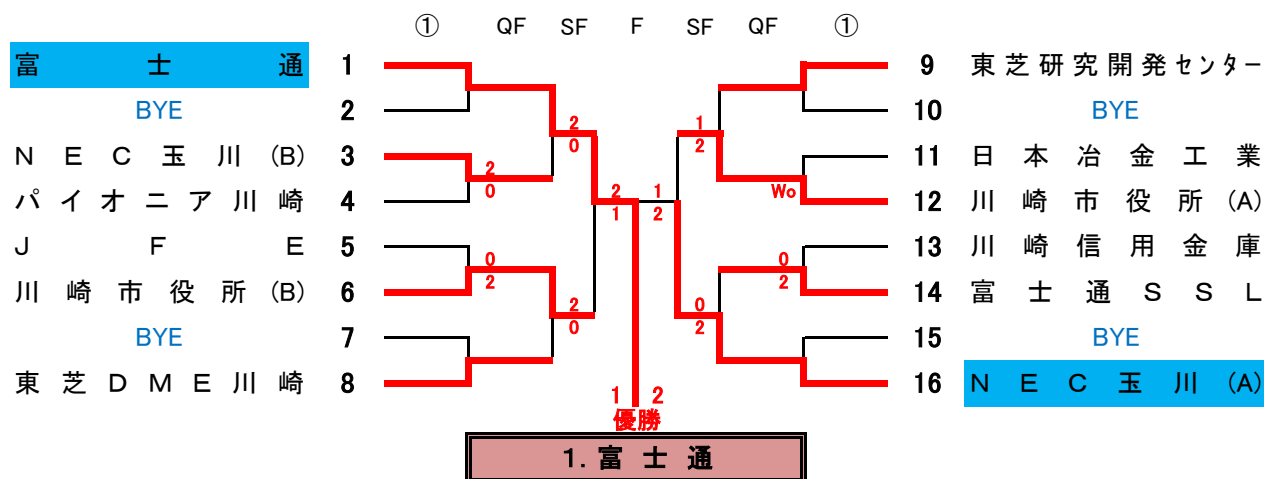 ① QF SF F SF QF ①
富士通 1
BYE 2
NEC玉川(B) 3
パイオニア川崎 4
JFE 5
川崎市役所(B) 6
BYE 7
東芝DME川崎 8
2
0
0
2
2
0
2
0
2
1
1
2
1
2
0
2
Wo
0
2
9 東芝研究開発センター
10 BYE
11 日本冶金工業
12 川崎市役所(A)
13 川崎信用金庫
14 富士通SSL
15 BYE
16 NEC玉川(A)
1 2
優勝
1.富士通